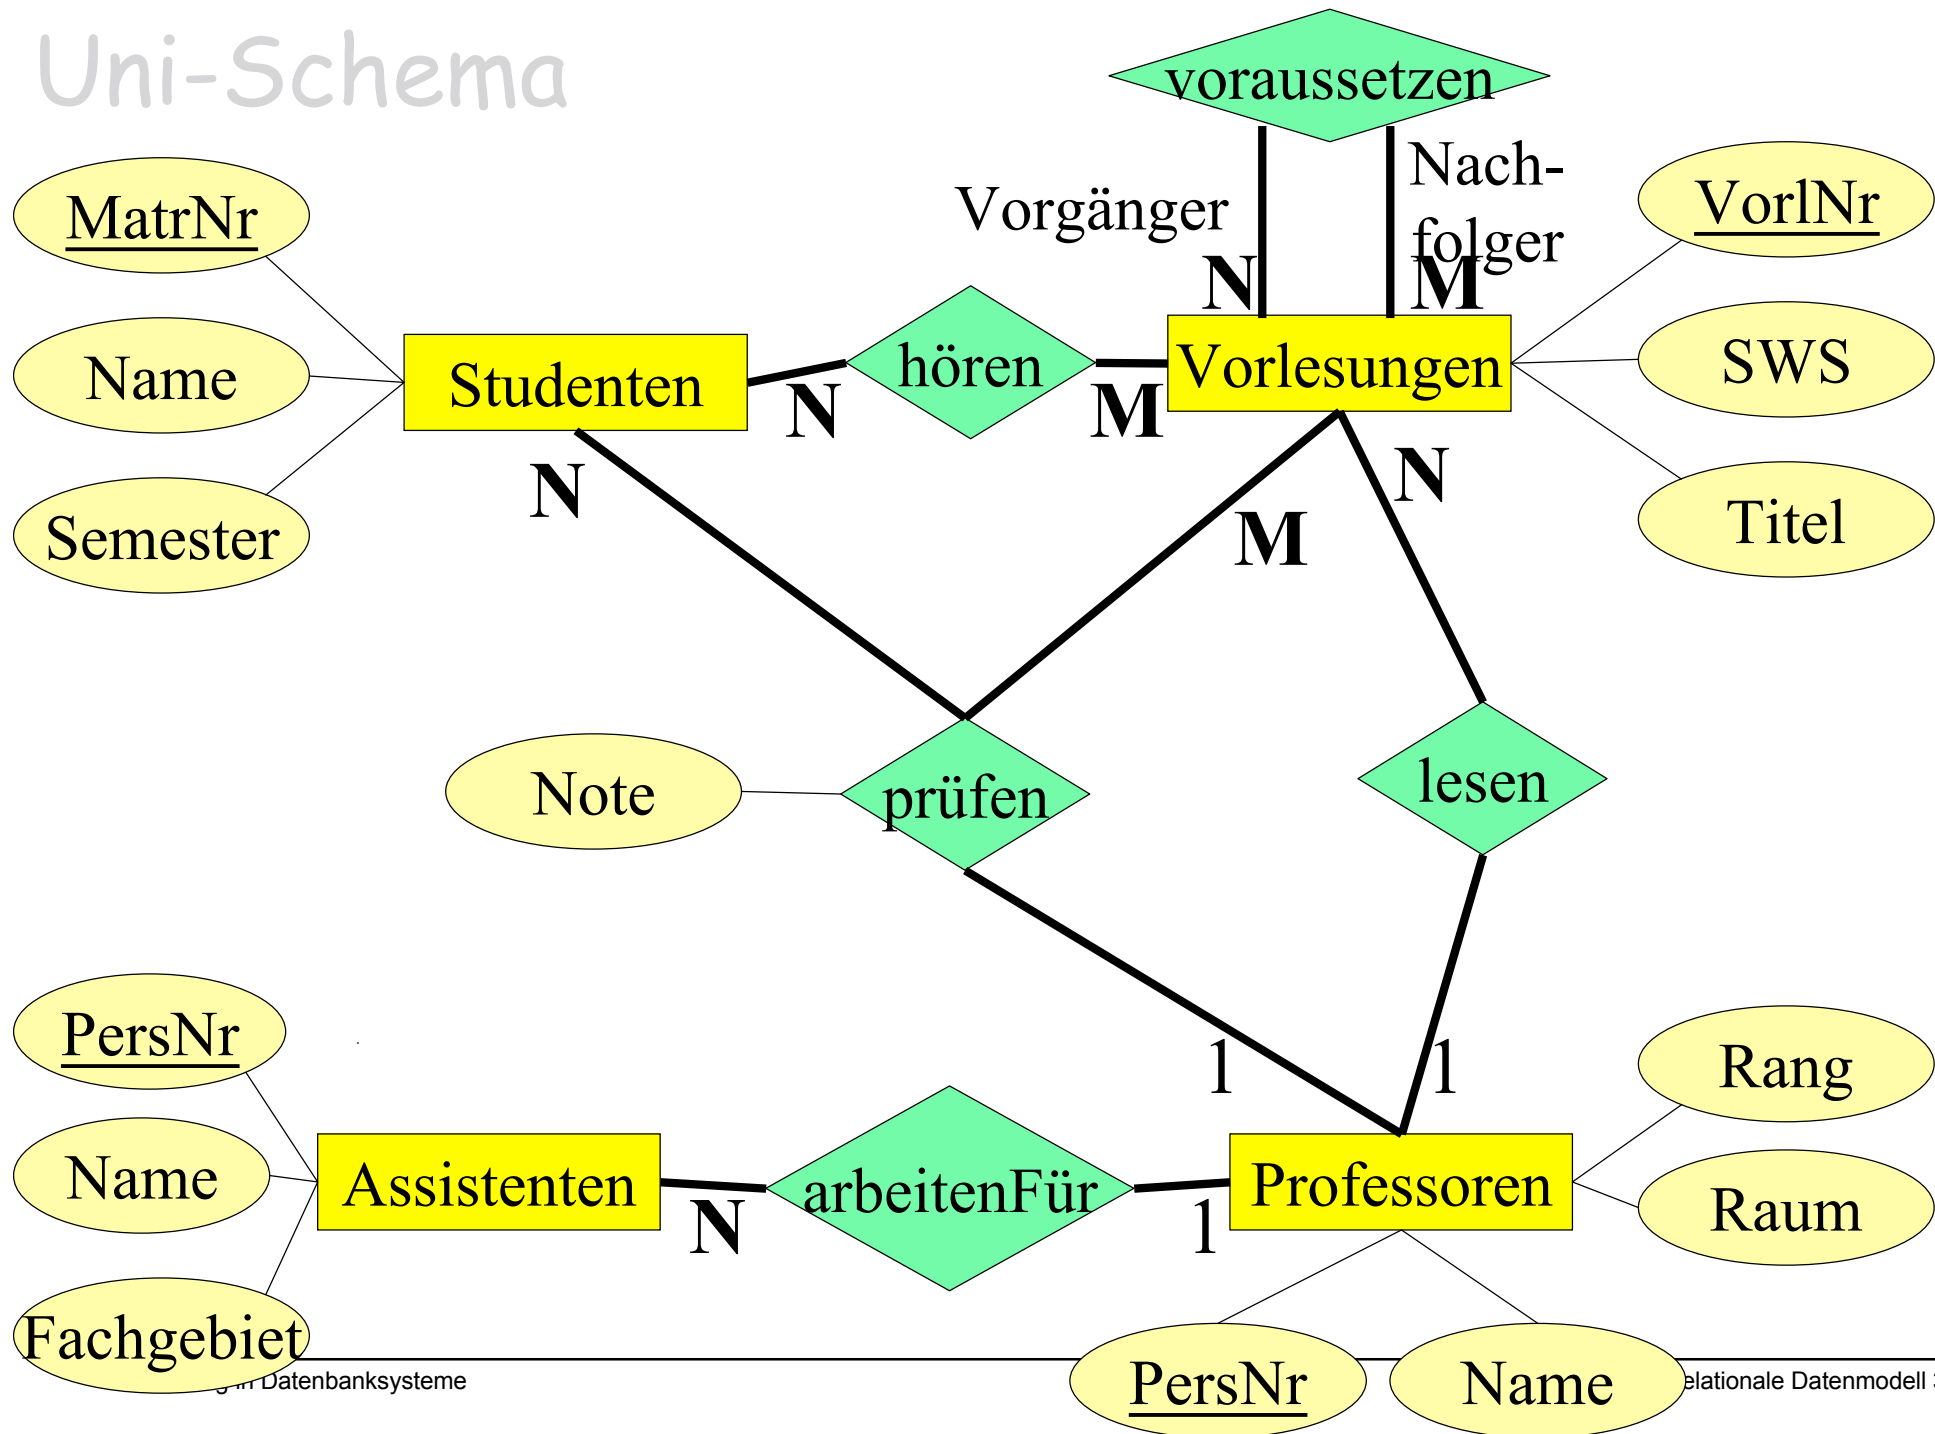 Uni-Schema
voraussetzen
Vorgänger
Nach-
folger
N
M
MatrNr
VorlNr
Name
Studenten
N
hören
M
Vorlesungen
SWS
Semester
N
M
N
Titel
Note
prüfen
lesen
PersNr
1
1
Rang
Name
Assistenten
N
arbeitenFür
1
Professoren
Raum
Fachgebiet
PersNr
Name
in Datenbanksysteme
elationale Datenmodell